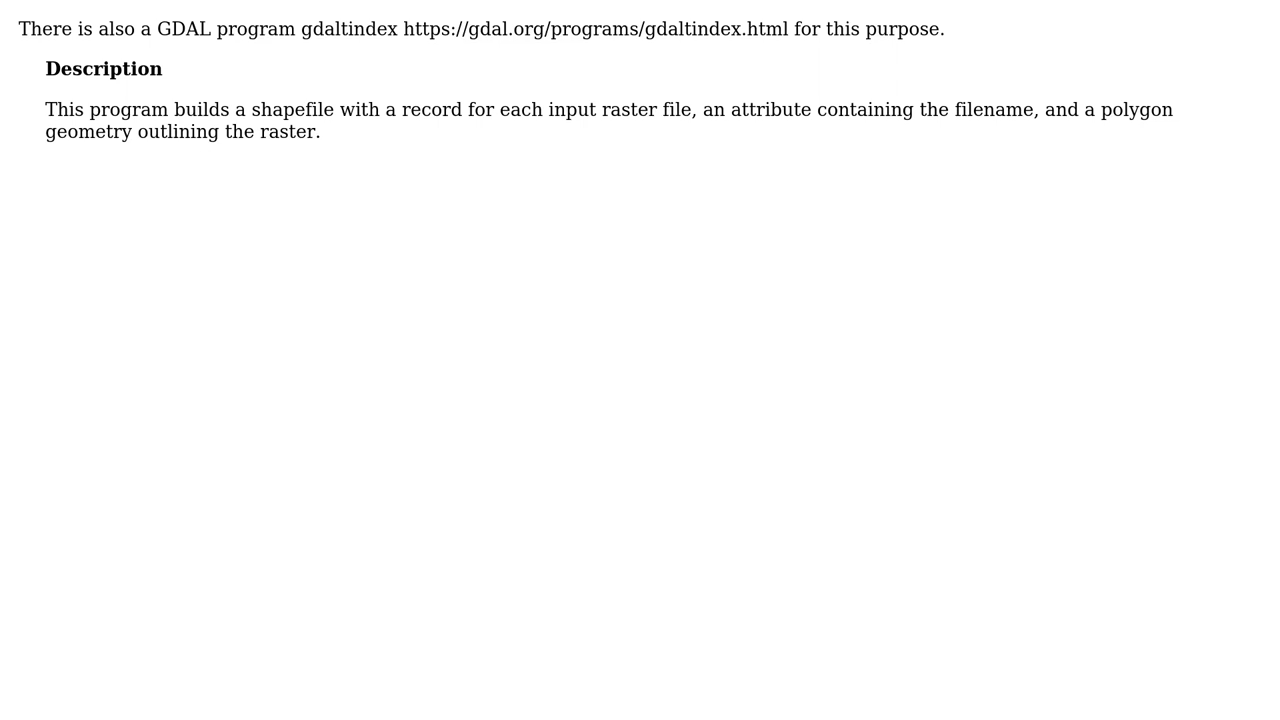 There is also a GDAL program gdaltindex https://gdal.org/programs/gdaltindex.html for this purpose.
Description
This program builds a shapefile with a record for each input raster file, an attribute containing the filename, and a polygon
geometry outlining the raster.